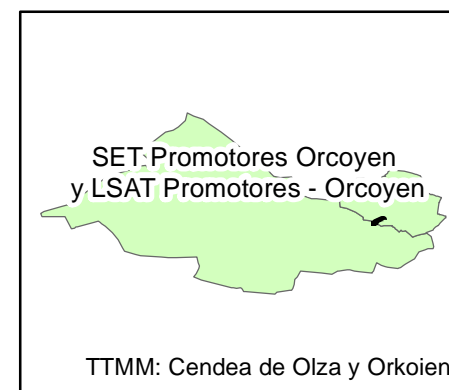 SET Promotores Orcoyen
y LSAT Promotores - Orcoyen
TTMM: Cendea de Olza y Orkoien